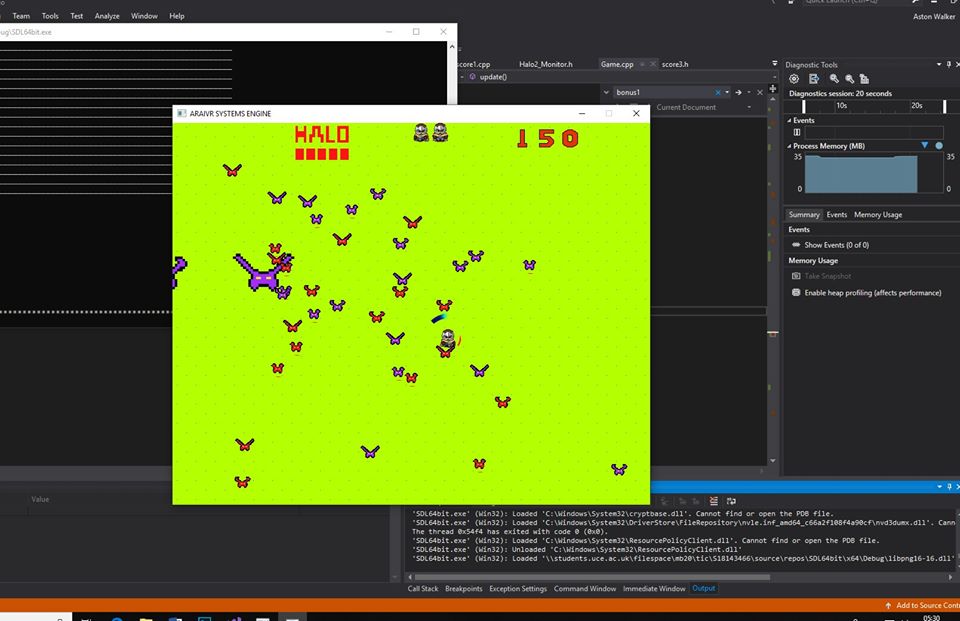 Team Tools Test Analyze Window Help
Quick Launch (Ctrl+Q)
Aston Walker
ug\SDL64bit.exe
score1.cpp Halo2_Monitor.h Game.cpp score3.h
update()
bonus1
Current Document
Diagnostic Tools
Diagnostics session: 20 seconds
10s 20s
Events
Process Memory (MB)
35 35
0 0
Summary Events Memory Usage
Events
Show Events (0 of 0)
Memory Usage
Take Snapshot
Enable heap profiling (affects performance)
ARAIVR SYSTEMS ENGINE
HALO
150
Value
'SDL64bit.exe' (Win32): Loaded 'C:\Windows\System32\cryptbase.dll'. Cannot find or open the PDB file.
'SDL64bit.exe' (Win32): Loaded 'C:\Windows\System32\DriverStore\FileRepository\nvle.inf_amd64_c66a2f108f4a90cf\nvd3dumx.dll'. Cann
The thread 0x54f4 has exited with code 0 (0x0).
'SDL64bit.exe' (Win32): Loaded 'C:\Windows\System32\ResourcePolicyClient.dll'. Cannot find or open the PDB file.
'SDL64bit.exe' (Win32): Unloaded 'C:\Windows\System32\ResourcePolicyClient.dll'
'SDL64bit.exe' (Win32): Loaded '\\students.uce.ac.uk\filespace\mb20\tic\S18143466\source\repos\SDL64bit\x64\Debug\libpng16-16.dll'
Call Stack Breakpoints Exception Settings Command Window Immediate Window Output
Add to Source Contr
05:30